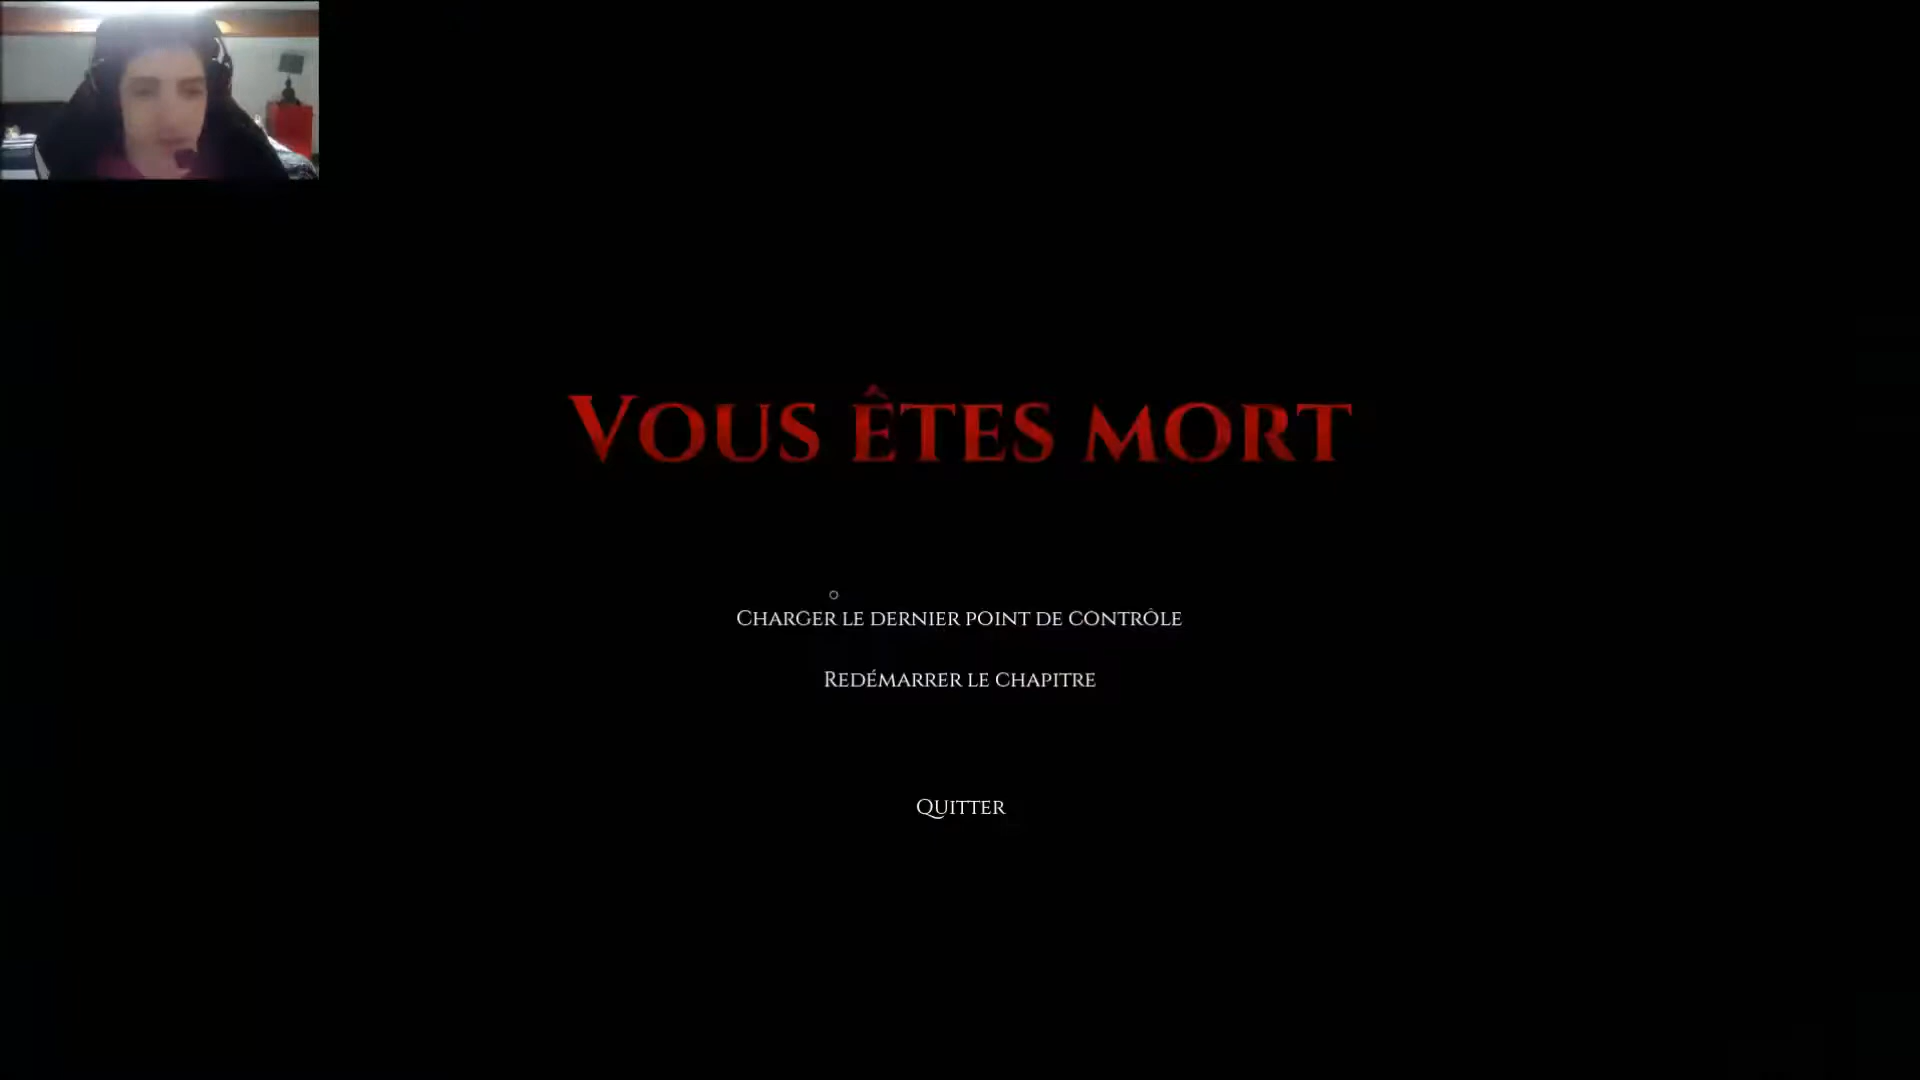 Vous êtes mort
Charger le dernier point de contrôle
Redémarrer le chapitre
Quitter